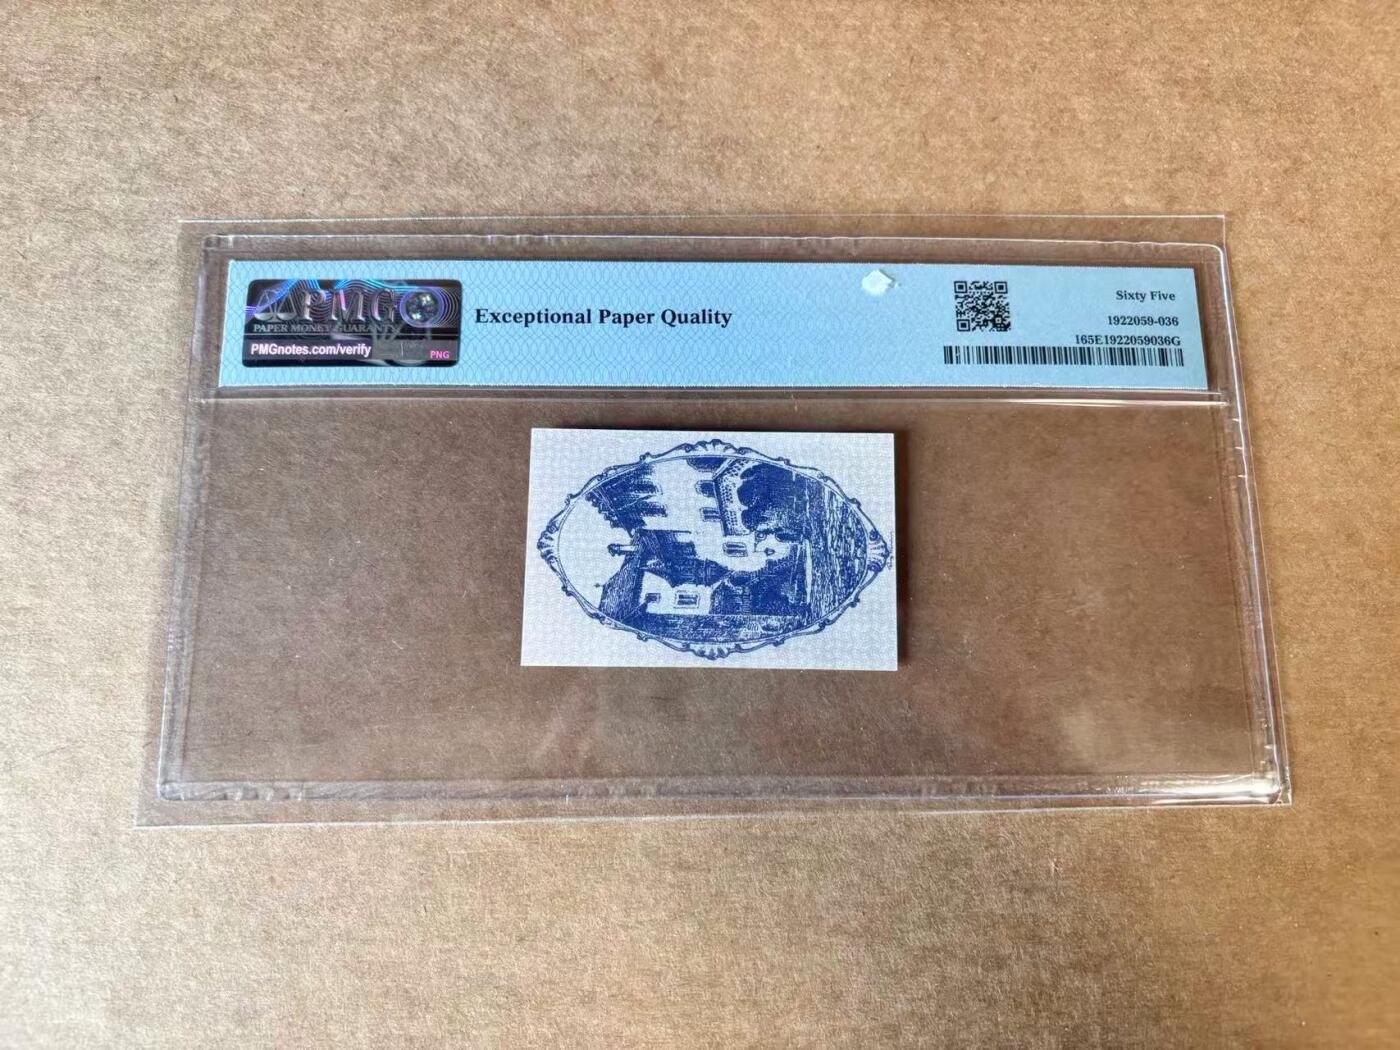 PMG
PAPER MONEY GUARANTY
PMGnotes.com/verify
PNG
Exceptional Paper Quality
Sixty Five
1922059-036
165E1922059036G